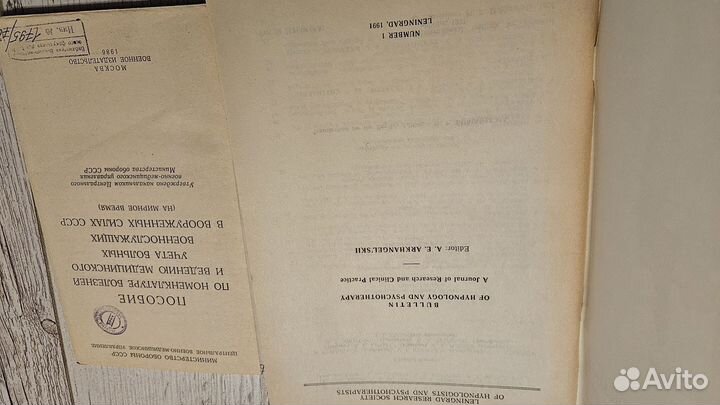 МИНИСТЕРСТВО ОБОРОНЫ СССР
ЦЕНТРАЛЬНОЕ ВОЕННО-МЕДИЦИНСКОЕ УПРАВЛЕНИЕ
ПОСОБИЕ
ПО НОМЕНКЛАТУРЕ БОЛЕЗНЕЙ
И ВЕДЕНИЮ МЕДИЦИНСКОГО
УЧЕТА БОЛЬНЫХ
ВОЕННОСЛУЖАЩИХ
В ВООРУЖЕННЫХ СИЛАХ СССР
(НА МИРНОЕ ВРЕМЯ)
Утверждено начальником Центрального
военно-медицинского управления
Министерства обороны СССР
МОСКВА
ВОЕННОЕ ИЗДАТЕЛЬСТВО
1986
Инв. №
LENINGRAD RESEARCH SOCIETY
OF HYPNOLOGISTS AND PSYCHOTHERAPISTS
BULLETIN
OF HYPNOLOGY AND PSYCHOTHERAPY
A Journal of Research and Clinical Practice
Editor: A. E. ARKHANGEL'SKII
NUMBER 1
LENINGRAD, 1991
Avito